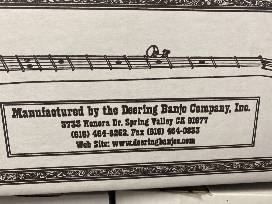 Manufactured by the Deering Banjo Company, Inc.
3733 Kenora Dr. Spring Valley CA 91977
(619) 464-8252 Fax (619) 464-0833
Web Site: www.deeringbanjos.com